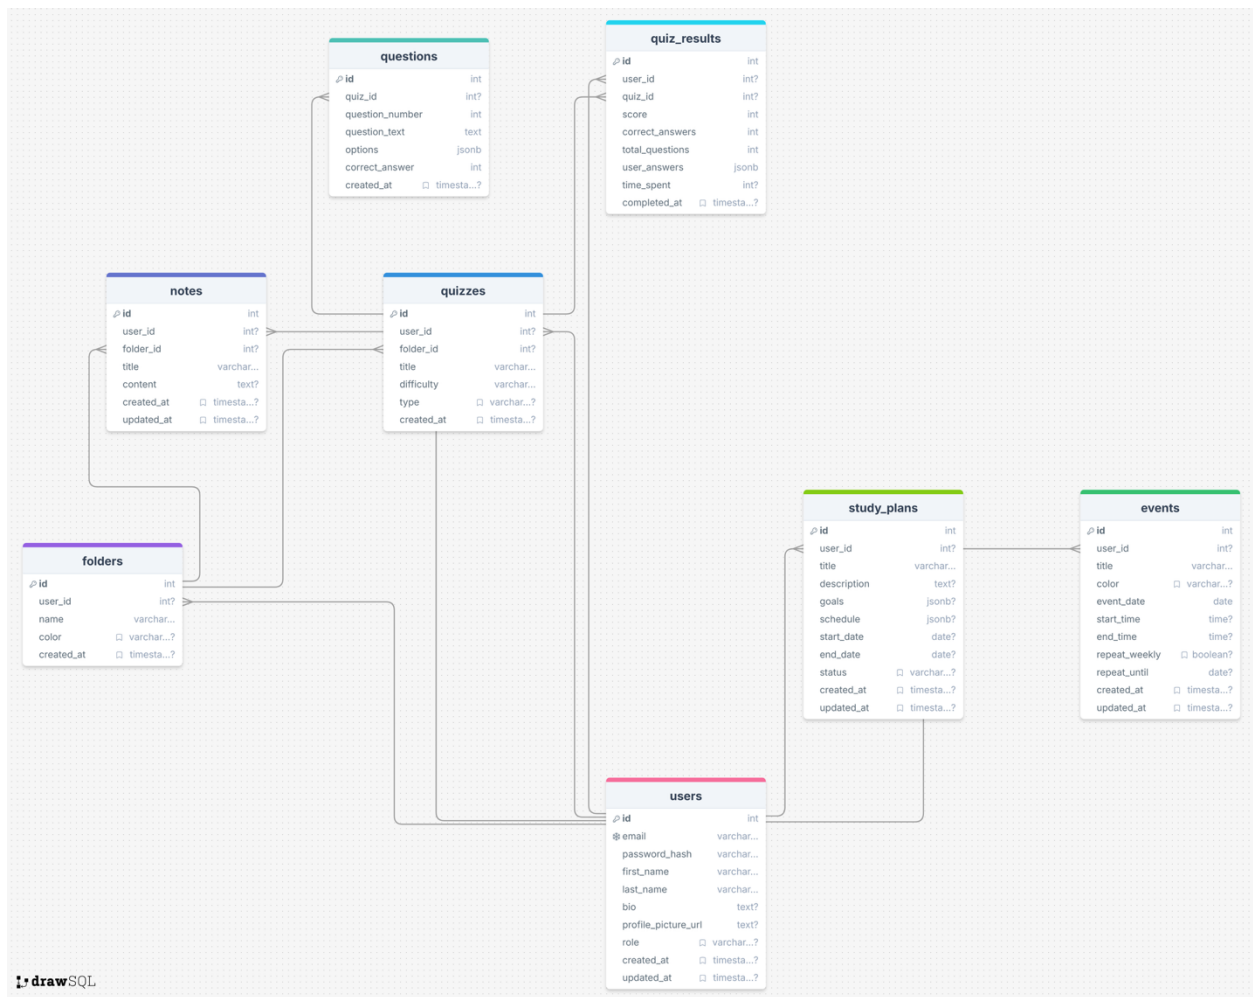 questions
id int
quiz_id int?
question_number int
question_text text
options jsonb
correct_answer int
created_at timesta...?
quiz_results
id int
user_id int?
quiz_id int?
score int
correct_answers int
total_questions int
user_answers jsonb
time_spent int?
completed_at timesta...?
notes
id int
user_id int?
folder_id int?
title varchar...
content text?
created_at timesta...?
updated_at timesta...?
quizzes
id int
user_id int?
folder_id int?
title varchar...
difficulty varchar...
type varchar...?
created_at timesta...?
folders
id int
user_id int?
name varchar...
color varchar...?
created_at timesta...?
study_plans
id int
user_id int?
title varchar...
description text?
goals jsonb?
schedule jsonb?
start_date date?
end_date date?
status varchar...?
created_at timesta...?
updated_at timesta...?
events
id int
user_id int?
title varchar...
color varchar...?
event_date date
start_time time?
end_time time?
repeat_weekly boolean?
repeat_until date?
created_at timesta...?
updated_at timesta...?
users
id int
email varchar...
password_hash varchar...
first_name varchar...
last_name varchar...
bio text?
profile_picture_url text?
role varchar...?
created_at timesta...?
updated_at timesta...?
drawSQL